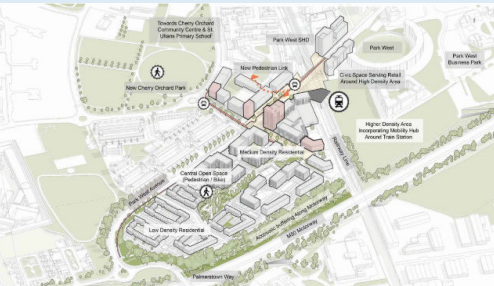 Towards Cherry Orchard
Community Centre & St.
Ultans Primary School
Park West SHD
Park West
Park West
Business Park
New Pedestrian Link
Civic Space Serving Retail
Around High Density Area
New Cherry Orchard Park
Higher Density Area
Incorporating Mobility Hub
Around Train Station
Railway Line
Medium Density Residential
Central Open Space
(Pedestrian / Bike)
Park West Avenue
Low Density Residential
Acoustic Buffering Along Motorway
M50 Motorway
Palmerstown Way